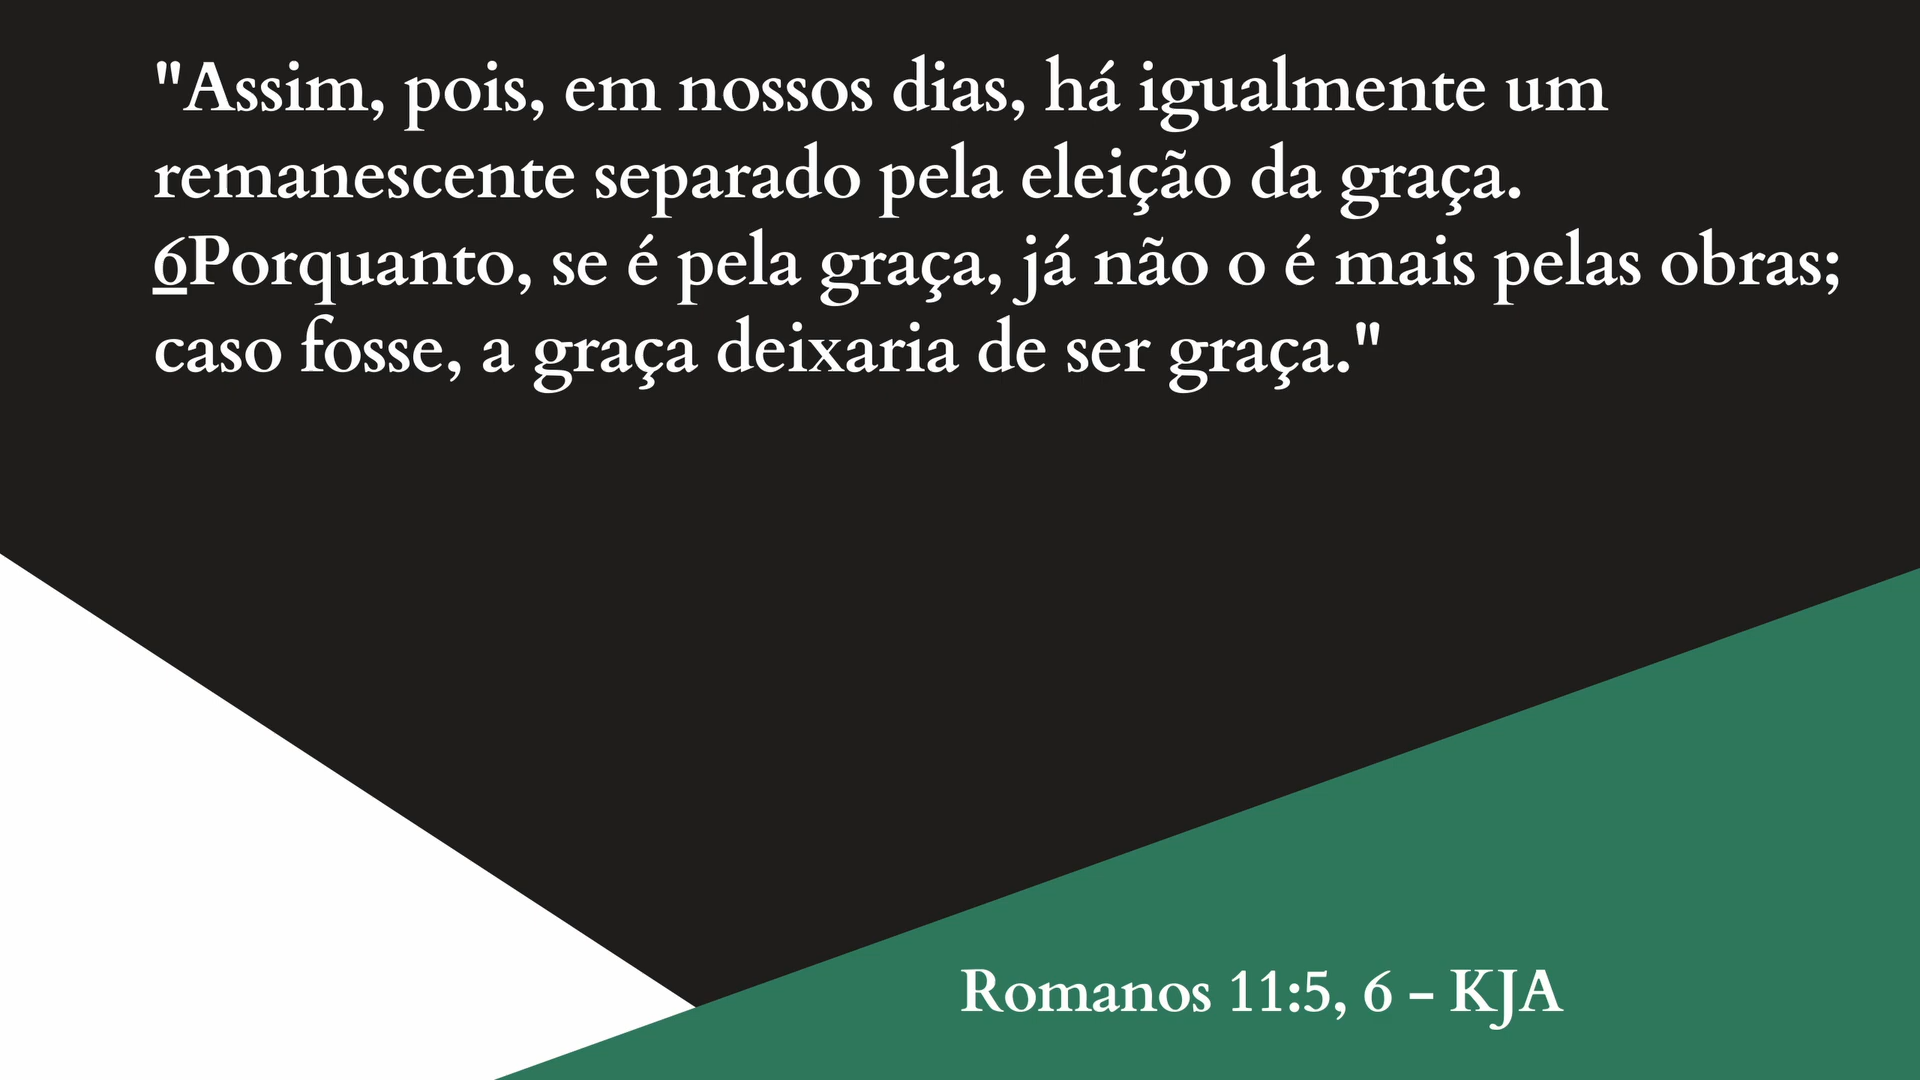 "Assim, pois, em nossos dias, há igualmente um
remanescente separado pela eleição da graça.
6Porquanto, se é pela graça, já não o é mais pelas obras;
caso fosse, a graça deixaria de ser graça."
Romanos 11:5, 6 - KJA